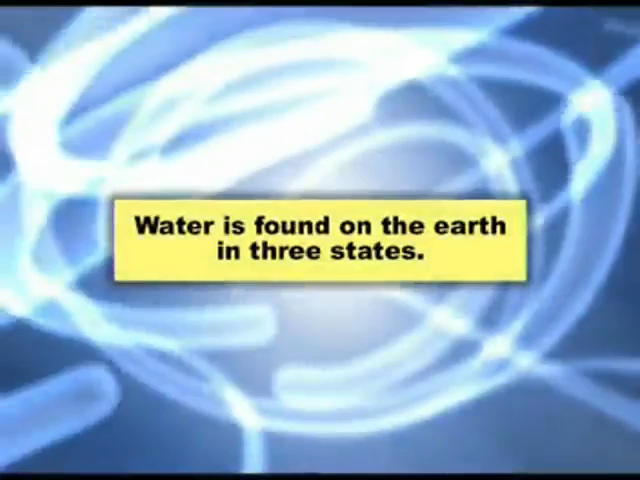 Water is found on the earth
in three states.